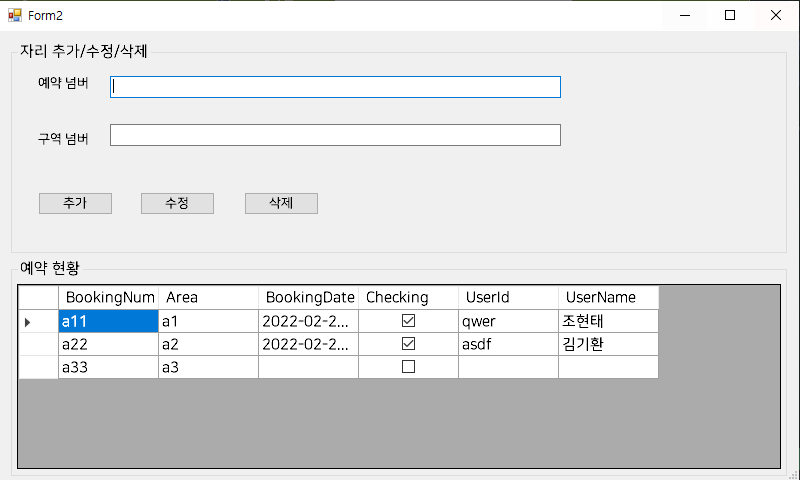 Form2
자리 추가/수정/삭제
예약 넘버
구역 넘버
추가 수정 삭제
예약 현황
BookingNum Area BookingDate Checking UserId UserName
a11 a1 2022-02-2... qwer 조현태
a22 a2 2022-02-2... asdf 김기환
a33 a3